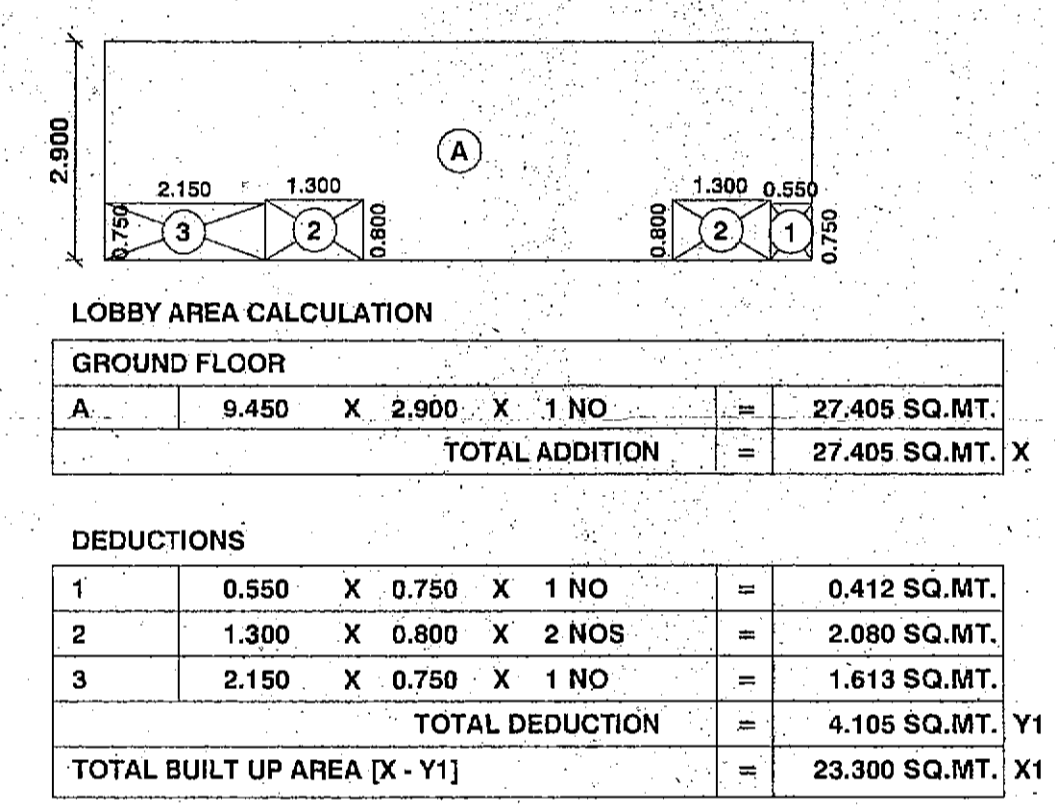 2.900
A
2.150 1.300 1.300 0.550
0.750 3 2 0.800 0.800 2 1 0.750
LOBBY AREA CALCULATION
GROUND FLOOR
A 9.450 X 2.900 X 1 NO = 27.405 SQ.MT.
TOTAL ADDITION = 27.405 SQ.MT. X
DEDUCTIONS
1 0.550 X 0.750 X 1 NO = 0.412 SQ.MT.
2 1.300 X 0.800 X 2 NOS = 2.080 SQ.MT.
3 2.150 X 0.750 X 1 NO = 1.613 SQ.MT.
TOTAL DEDUCTION = 4.105 SQ.MT. Y1
TOTAL BUILT UP AREA [X - Y1] = 23.300 SQ.MT. X1